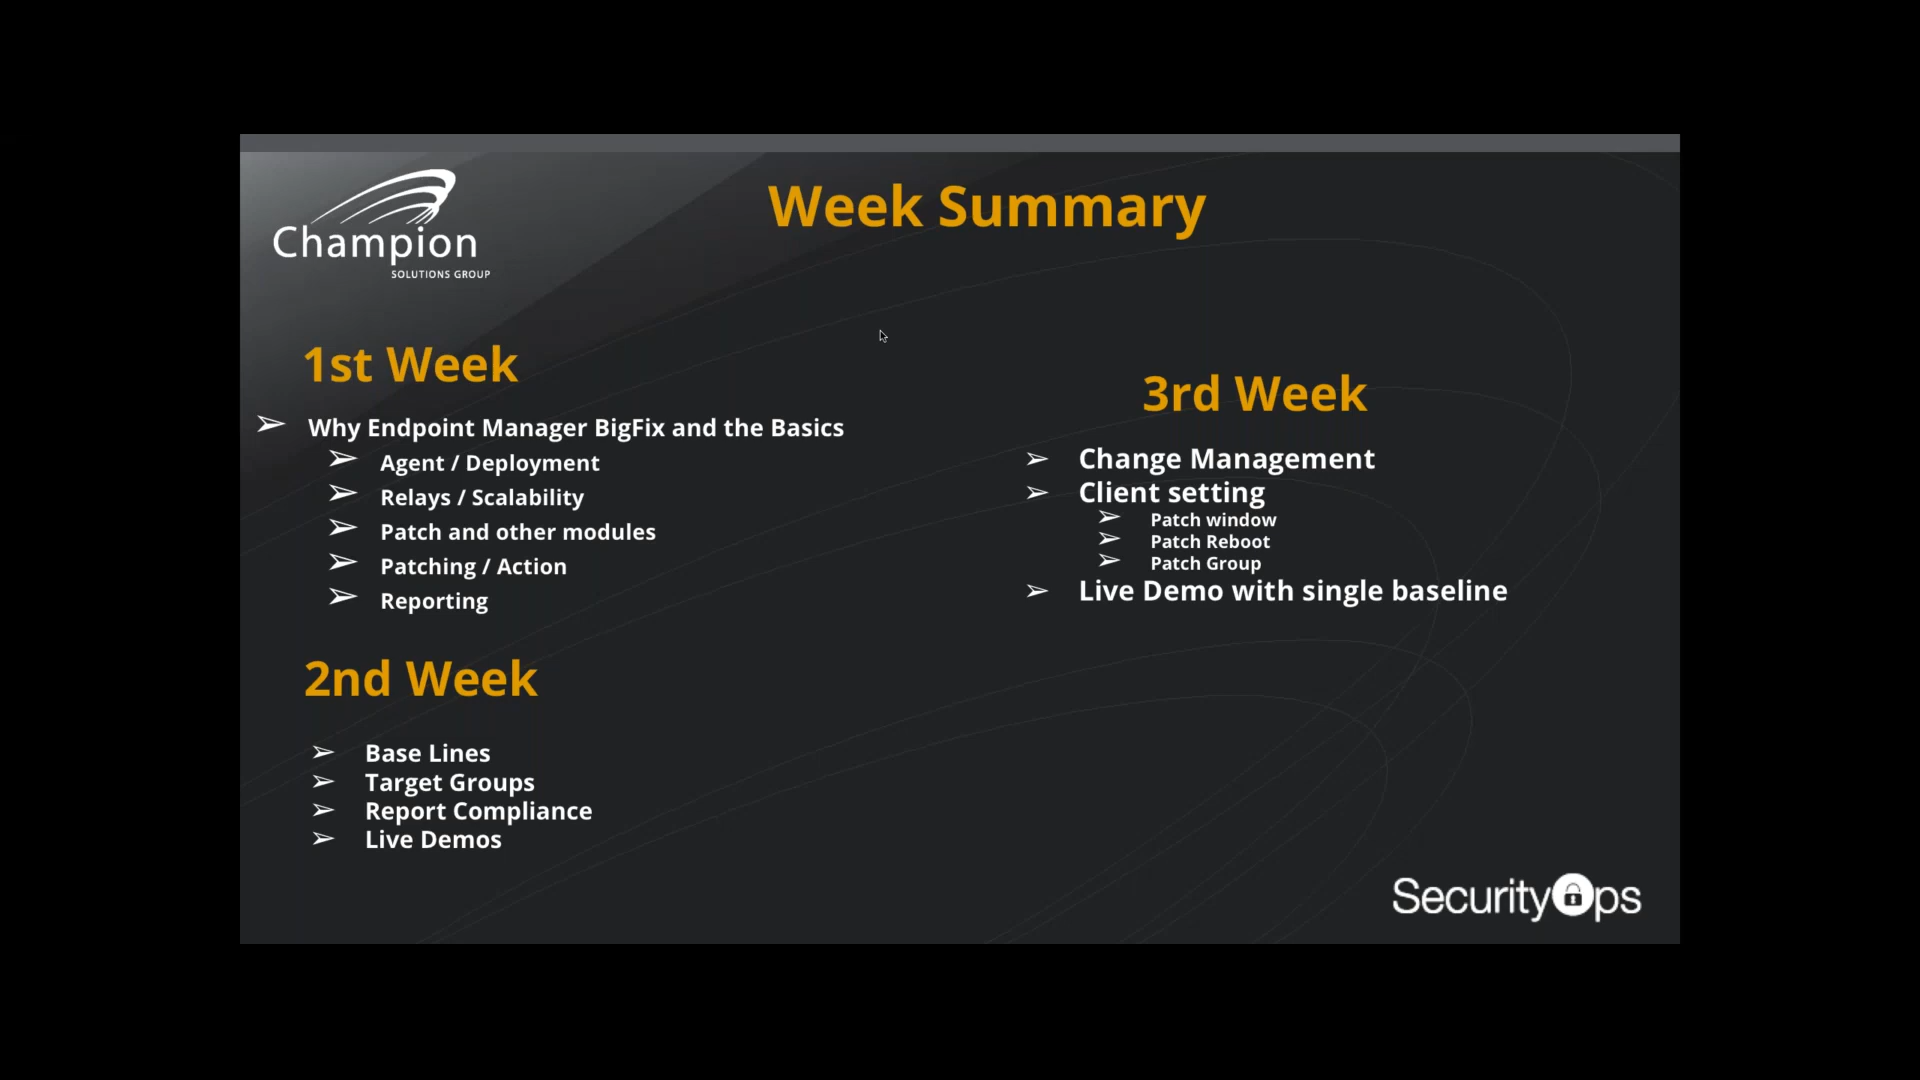 Champion
SOLUTIONS GROUP
Week Summary
1st Week
➢ Why Endpoint Manager BigFix and the Basics
➢ Agent / Deployment
➢ Relays / Scalability
➢ Patch and other modules
➢ Patching / Action
➢ Reporting
2nd Week
➢ Base Lines
➢ Target Groups
➢ Report Compliance
➢ Live Demos
3rd Week
➢ Change Management
➢ Client setting
➢ Patch window
➢ Patch Reboot
➢ Patch Group
➢ Live Demo with single baseline
SecurityOps